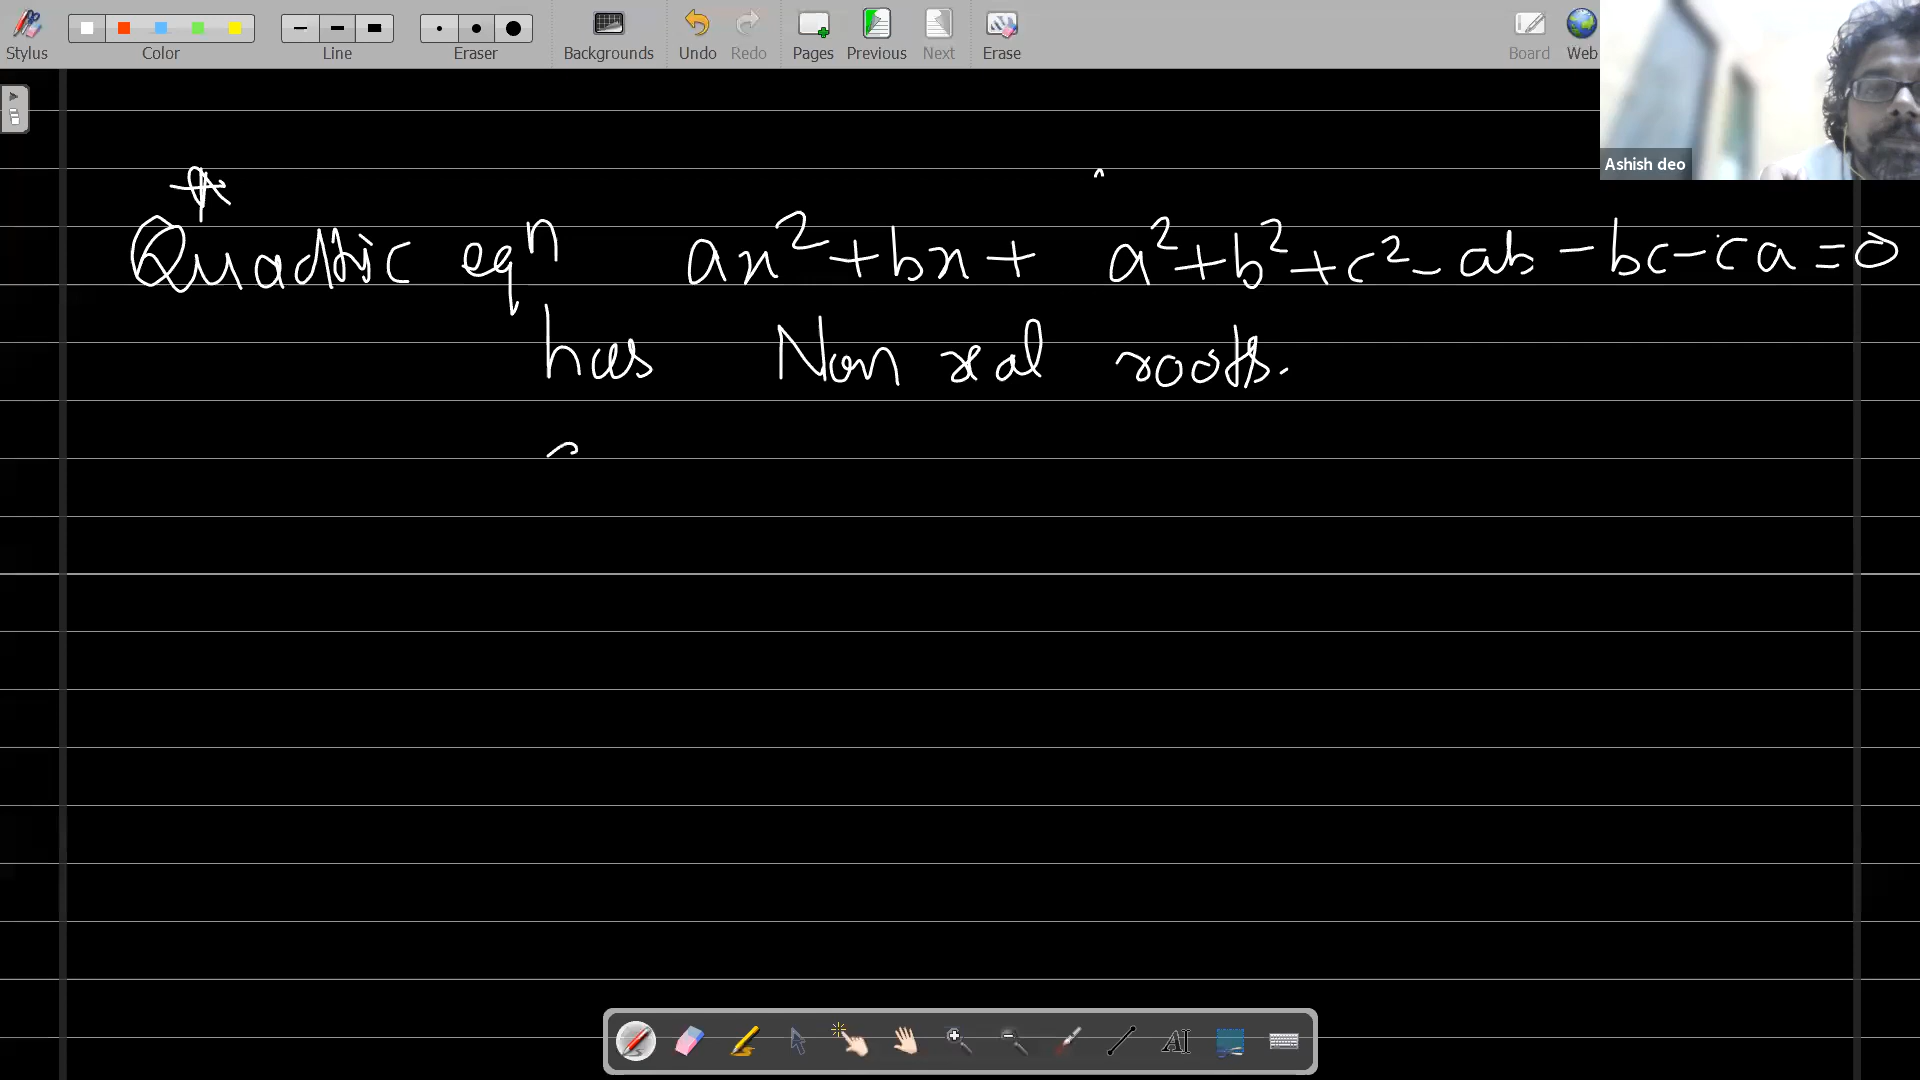 Stylus Color Line Eraser Backgrounds Undo Redo Pages Previous Next Erase Board Web
Ashish deo
Quadric eqⁿ ax² + bx + a² + b² + c² - ab - bc - ca = 0
has Non real roots.